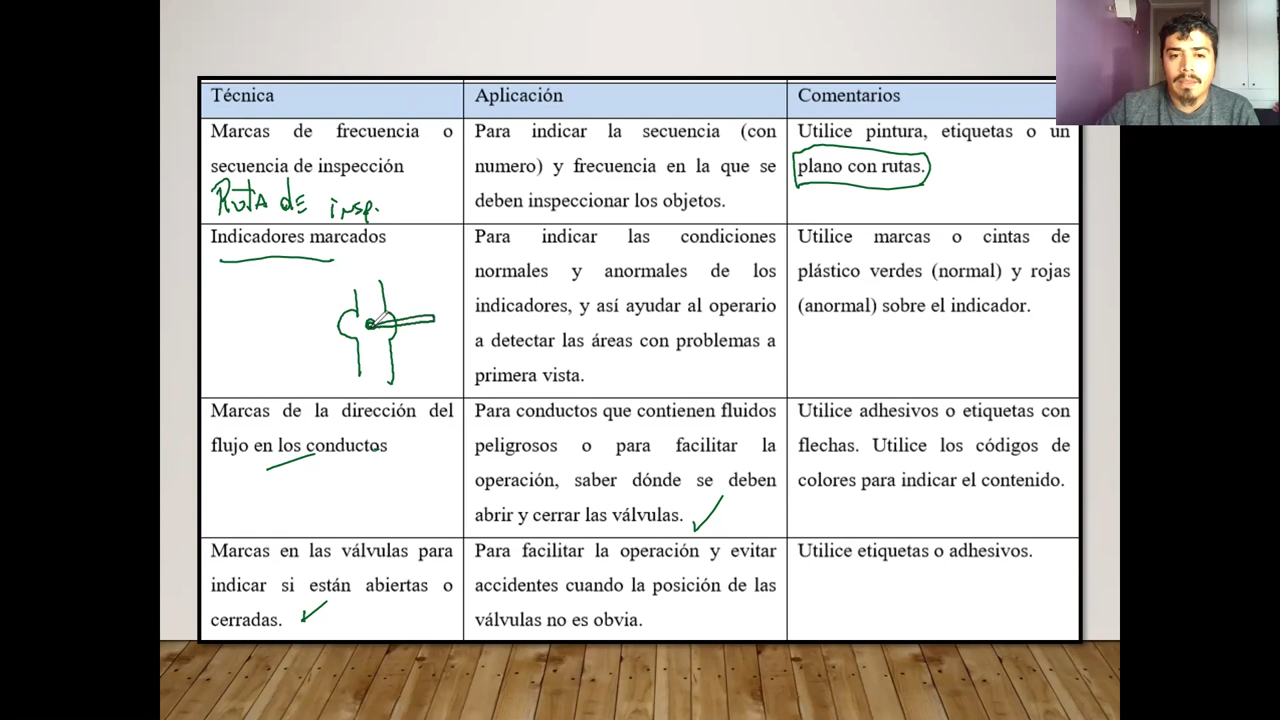 Técnica
Aplicación
Comentarios
Marcas de frecuencia o
secuencia de inspección
RUTA DE insp.
Para indicar la secuencia (con
numero) y frecuencia en la que se
deben inspeccionar los objetos.
Utilice pintura, etiquetas o un
plano con rutas.
Indicadores marcados
Para indicar las condiciones
normales y anormales de los
indicadores, y así ayudar al operario
a detectar las áreas con problemas a
primera vista.
Utilice marcas o cintas de
plástico verdes (normal) y rojas
(anormal) sobre el indicador.
Marcas de la dirección del
flujo en los conductos
Para conductos que contienen fluidos
peligrosos o para facilitar la
operación, saber dónde se deben
abrir y cerrar las válvulas.
Utilice adhesivos o etiquetas con
flechas. Utilice los códigos de
colores para indicar el contenido.
Marcas en las válvulas para
indicar si están abiertas o
cerradas.
Para facilitar la operación y evitar
accidentes cuando la posición de las
válvulas no es obvia.
Utilice etiquetas o adhesivos.